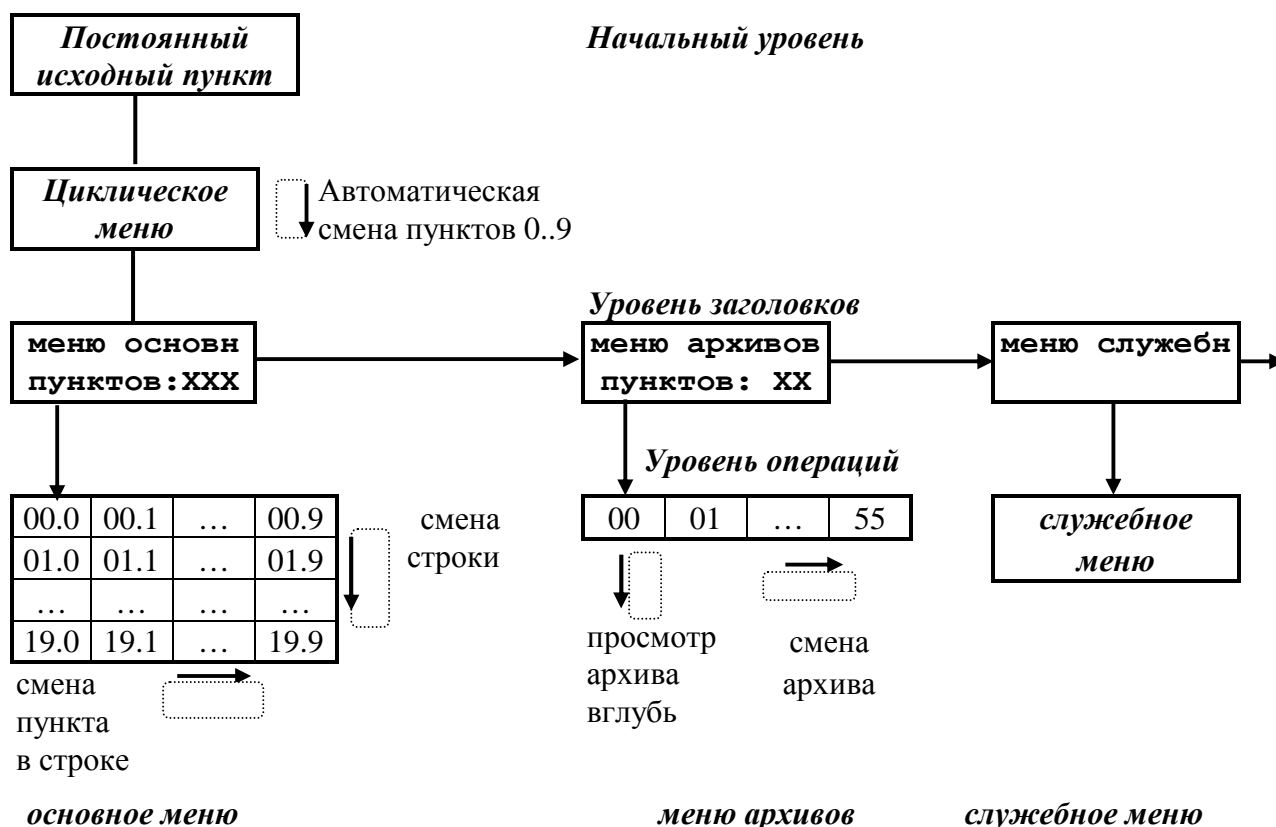 Постоянный
исходный пункт
Начальный уровень
Циклическое
меню
Автоматическая
смена пунктов 0..9
Уровень заголовков
меню основн
пунктов:XXX
меню архивов
пунктов: XX
меню служебн
Уровень операций
00.0 00.1 … 00.9
01.0 01.1 … 01.9
… … … …
19.0 19.1 … 19.9
смена
строки
смена
пункта
в строке
00 01 … 55
просмотр
архива
вглубь
смена
архива
служебное
меню
основное меню
меню архивов
служебное меню